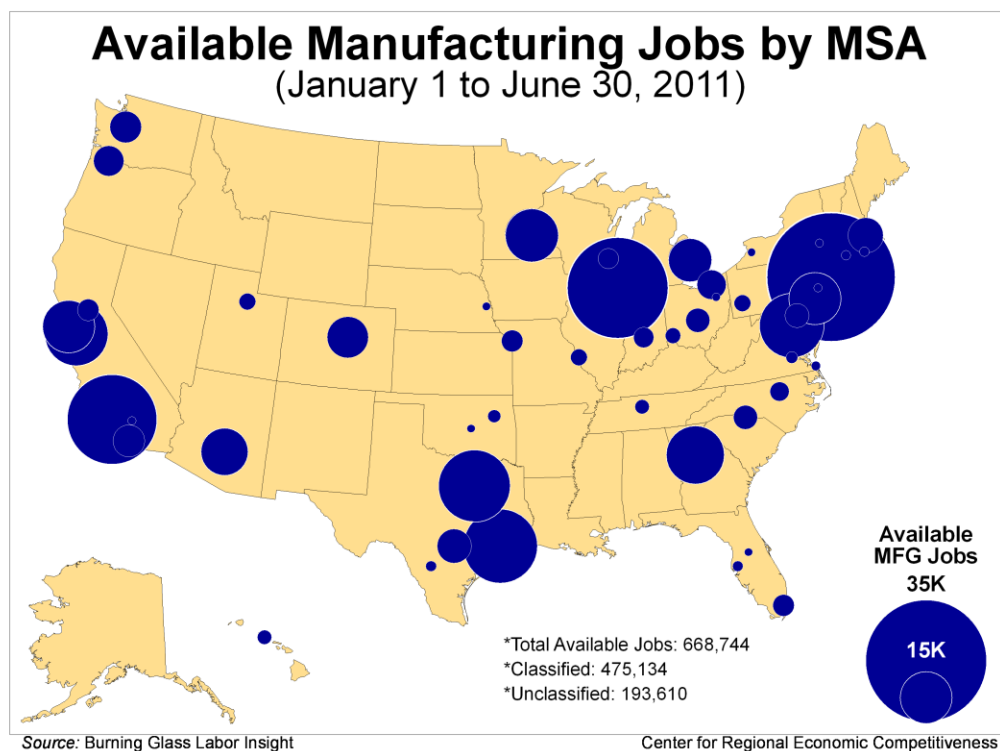 Available Manufacturing Jobs by MSA
(January 1 to June 30, 2011)
Available
MFG Jobs
35K
15K
*Total Available Jobs: 668,744
*Classified: 475,134
*Unclassified: 193,610
Source: Burning Glass Labor Insight
Center for Regional Economic Competitiveness